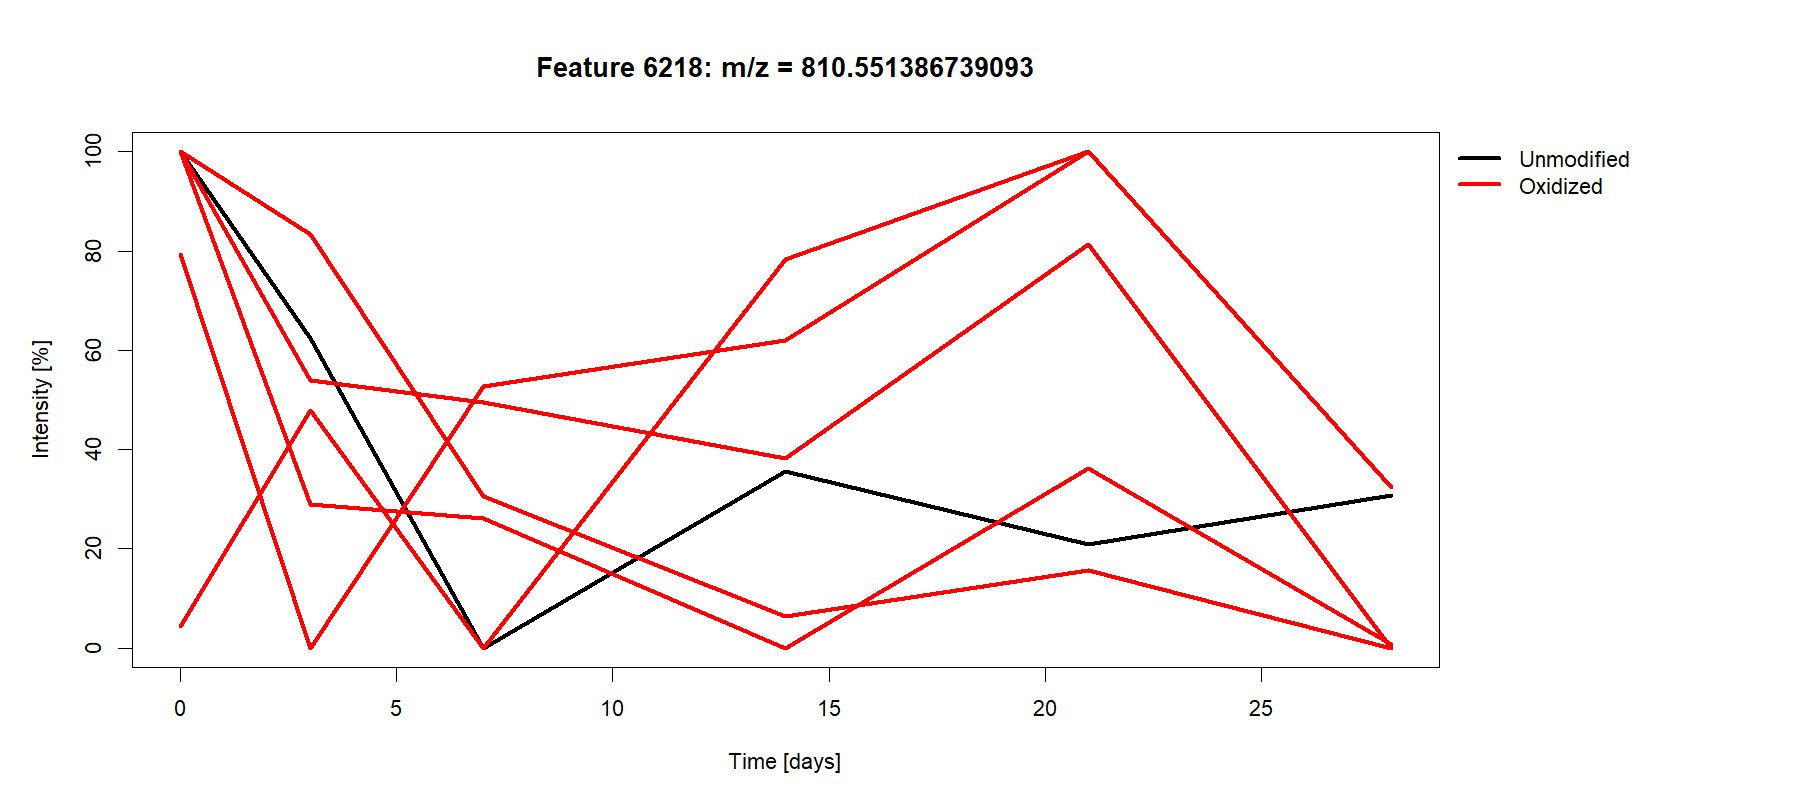 Feature 6218: m/z = 810.551386739093
Unmodified
Oxidized
Intensity [%]
100
80
60
40
20
0
0 5 10 15 20 25
Time [days]